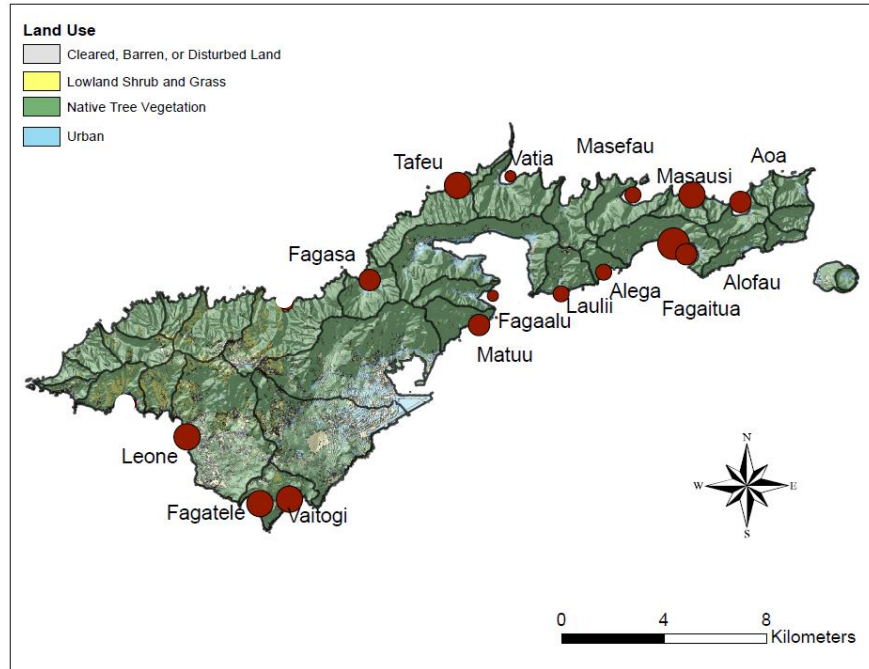 Land Use
Cleared, Barren, or Disturbed Land
Lowland Shrub and Grass
Native Tree Vegetation
Urban
Masefau
Tafeu
Vatia
Aoa
Masausi
Fagasa
Alofau
Alega
Laulii
Fagaitua
Fagaalu
Matuu
Leone
Fagatele
Vaitogi
N
W
E
S
0 4 8
Kilometers